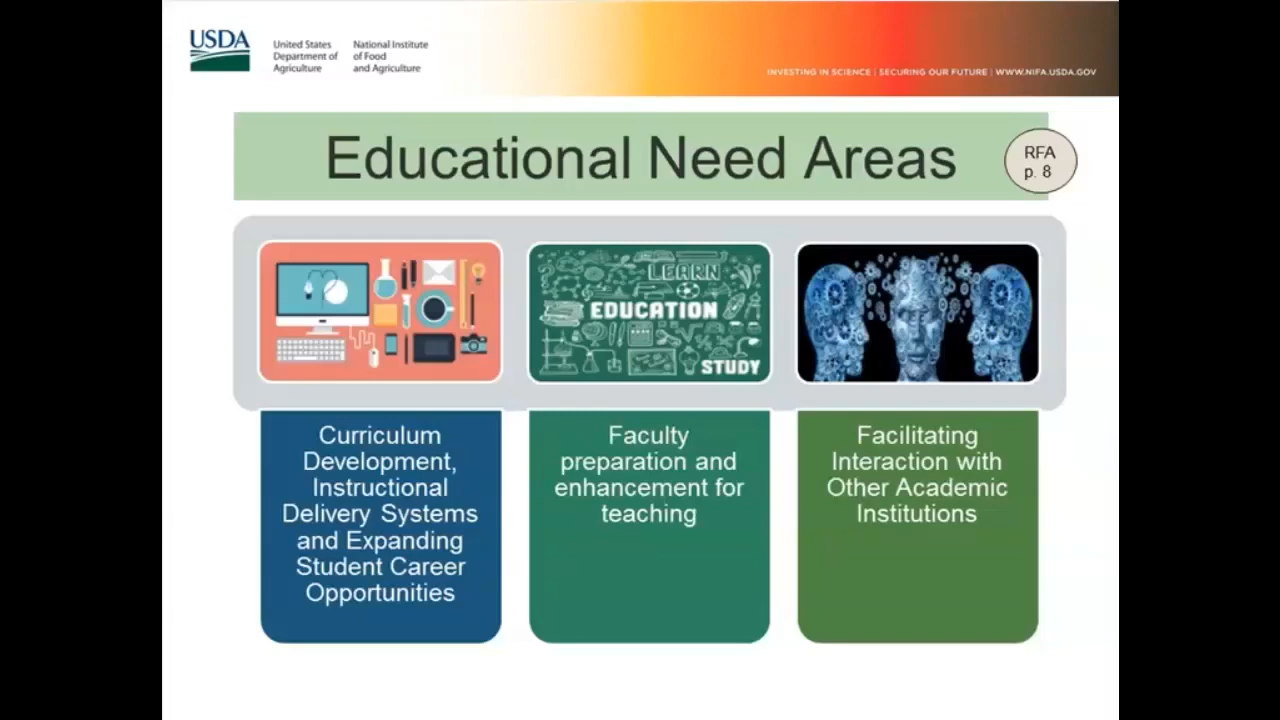 USDA
United States
Department of
Agriculture
National Institute
of Food
and Agriculture
INVESTING IN SCIENCE | SECURING OUR FUTURE | WWW.NIFA.USDA.GOV
Educational Need Areas
RFA
p. 8
LEARN
EDUCATION
STUDY
Curriculum
Development,
Instructional
Delivery Systems
and Expanding
Student Career
Opportunities
Faculty
preparation and
enhancement for
teaching
Facilitating
Interaction with
Other Academic
Institutions